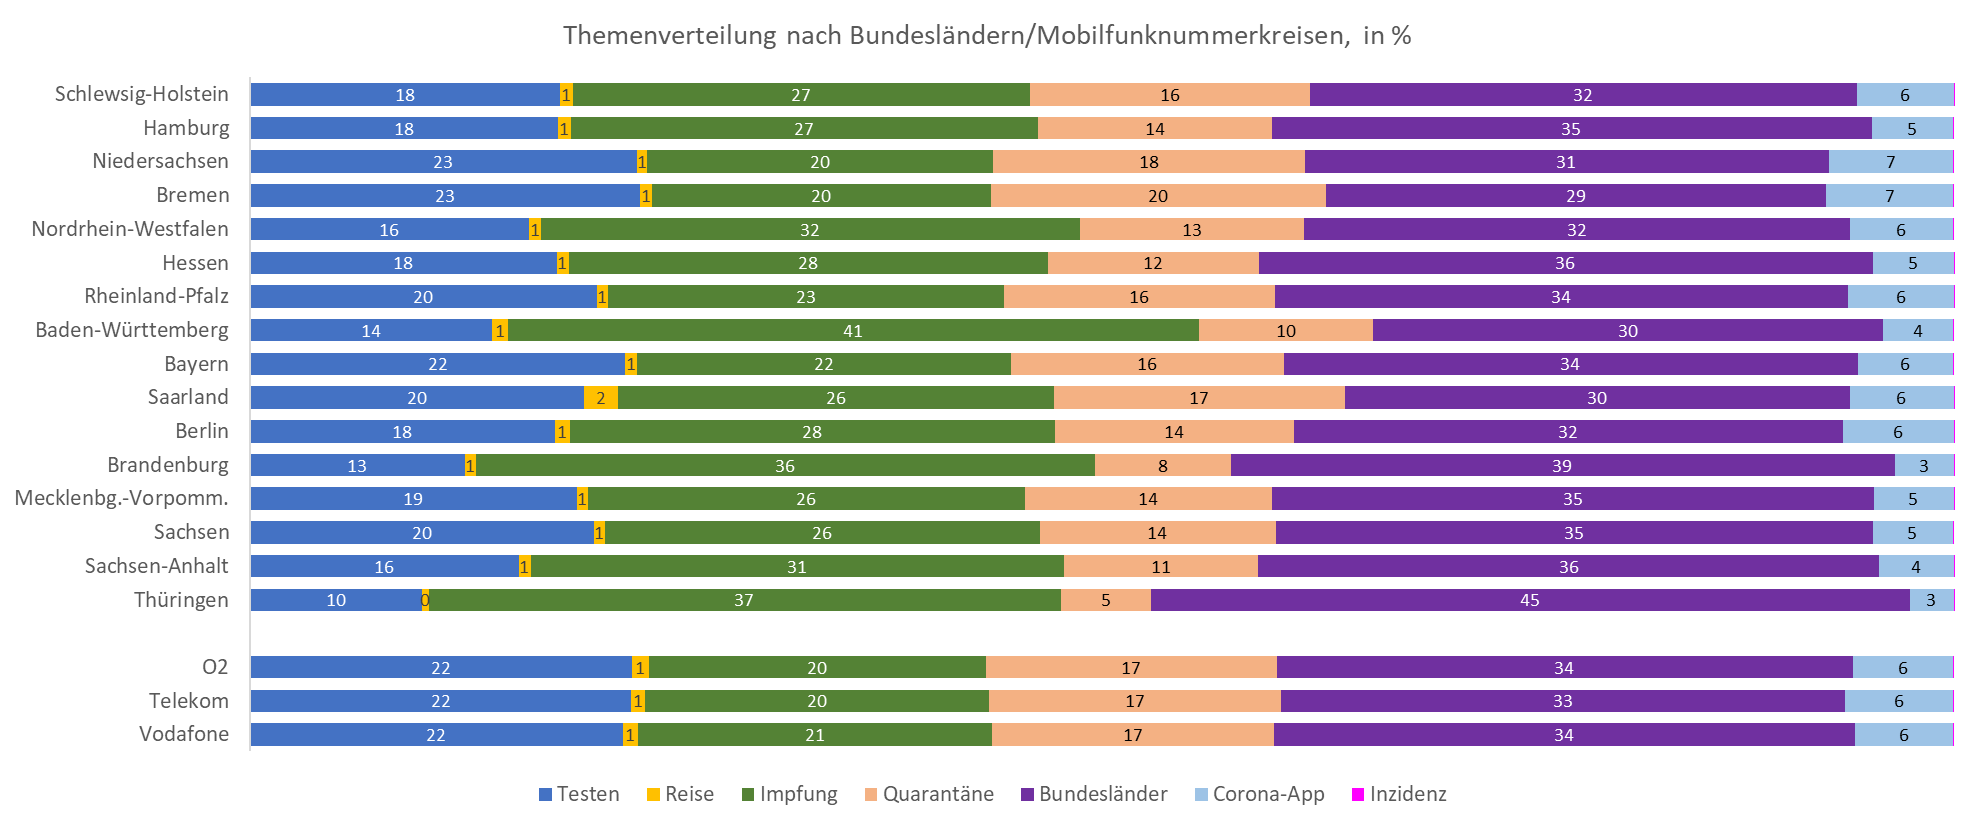 Themenverteilung nach Bundesländern/Mobilfunknummerkreisen, in %
Schlewsig-Holstein 18 1 27 16 32 6
Hamburg 18 1 27 14 35 5
Niedersachsen 23 1 20 18 31 7
Bremen 23 1 20 20 29 7
Nordrhein-Westfalen 16 1 32 13 32 6
Hessen 18 1 28 12 36 5
Rheinland-Pfalz 20 1 23 16 34 6
Baden-Württemberg 14 1 41 10 30 4
Bayern 22 1 22 16 34 6
Saarland 20 2 26 17 30 6
Berlin 18 1 28 14 32 6
Brandenburg 13 1 36 8 39 3
Mecklenbg.-Vorpomm. 19 1 26 14 35 5
Sachsen 20 1 26 14 35 5
Sachsen-Anhalt 16 1 31 11 36 4
Thüringen 10 0 37 5 45 3
O2 22 1 20 17 34 6
Telekom 22 1 20 17 33 6
Vodafone 22 1 21 17 34 6
Testen Reise Impfung Quarantäne Bundesländer Corona-App Inzidenz